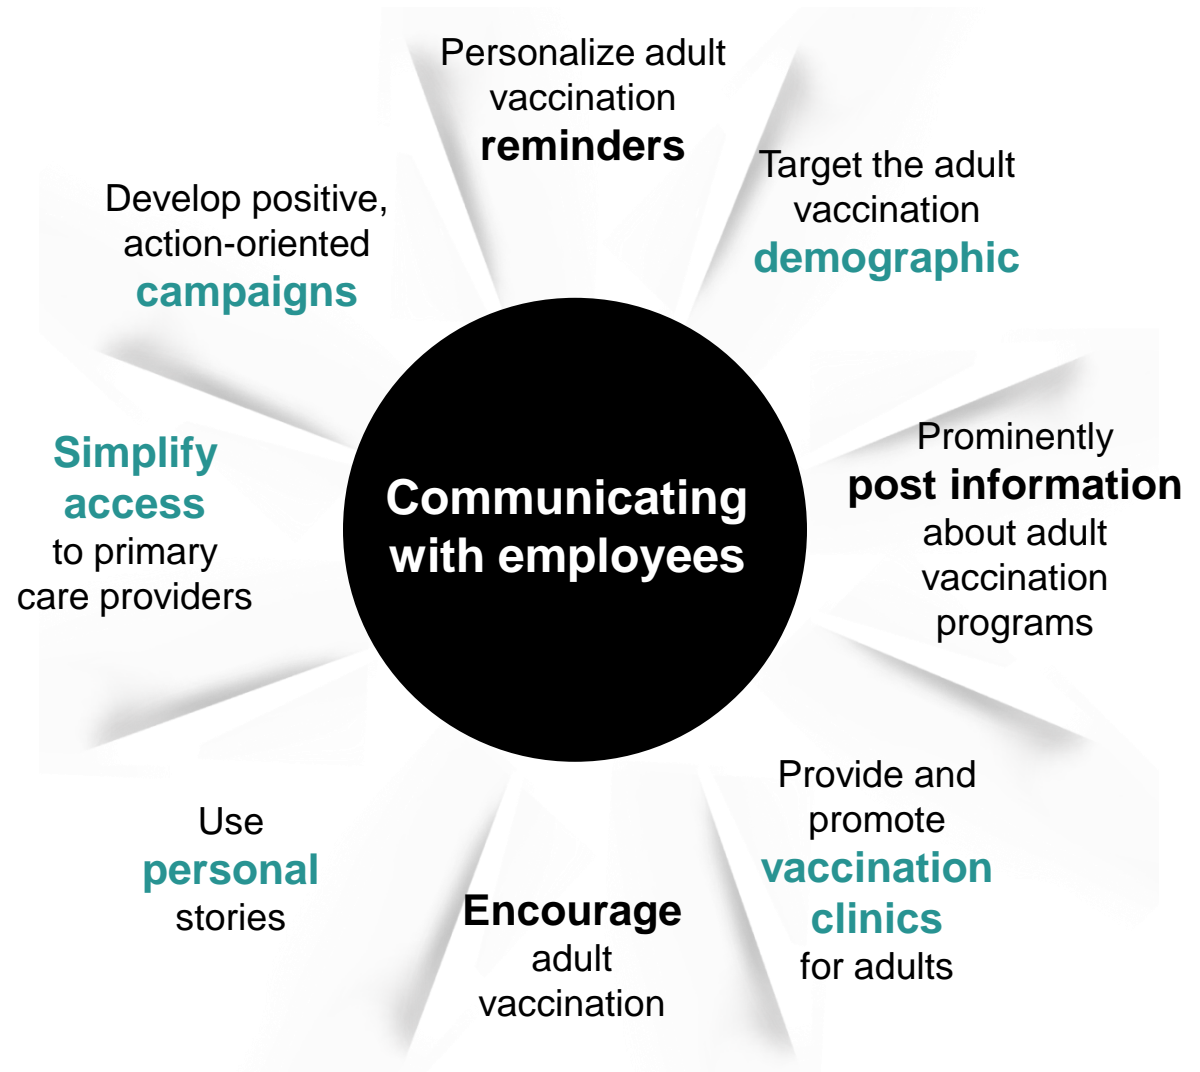 Personalize adult
vaccination
reminders
Target the adult
vaccination
demographic
Prominently
post information
about adult
vaccination
programs
Provide and
promote
vaccination
clinics
for adults
Encourage
adult
vaccination
Use
personal
stories
Simplify
access
to primary
care providers
Develop positive,
action-oriented
campaigns
Communicating
with employees